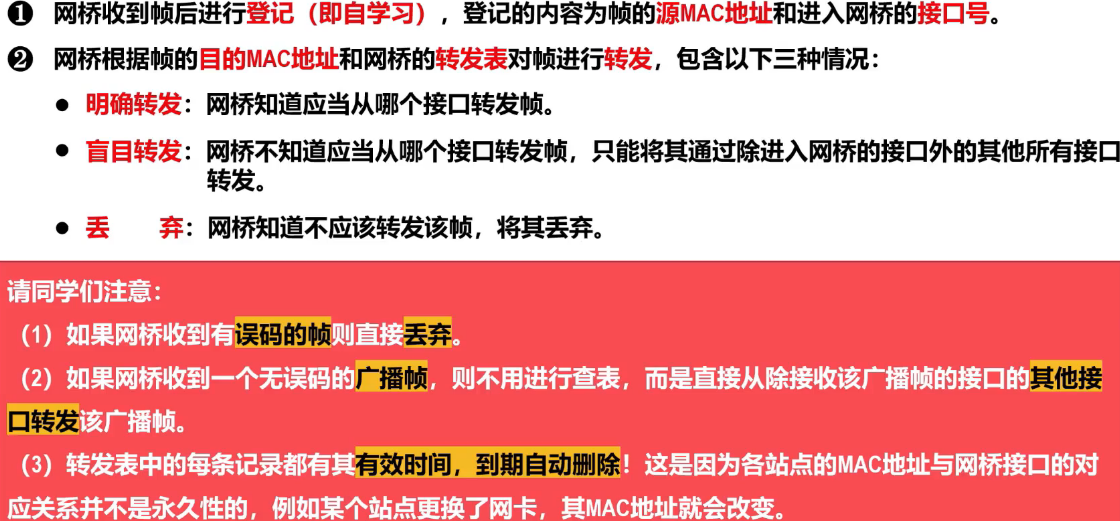 ❶ 网桥收到帧后进行登记（即自学习），登记的内容为帧的源MAC地址和进入网桥的接口号。
❷ 网桥根据帧的目的MAC地址和网桥的转发表对帧进行转发，包含以下三种情况：
● 明确转发：网桥知道应当从哪个接口转发帧。
● 盲目转发：网桥不知道应当从哪个接口转发帧，只能将其通过除进入网桥的接口外的其他所有接口
转发。
● 丢 弃：网桥知道不应该转发该帧，将其丢弃。
请同学们注意：
（1）如果网桥收到有误码的帧则直接丢弃。
（2）如果网桥收到一个无误码的广播帧，则不用进行查表，而是直接从除接收该广播帧的接口的其他接
口转发该广播帧。
（3）转发表中的每条记录都有其有效时间，到期自动删除！这是因为各站点的MAC地址与网桥接口的对
应关系并不是永久性的，例如某个站点更换了网卡，其MAC地址就会改变。